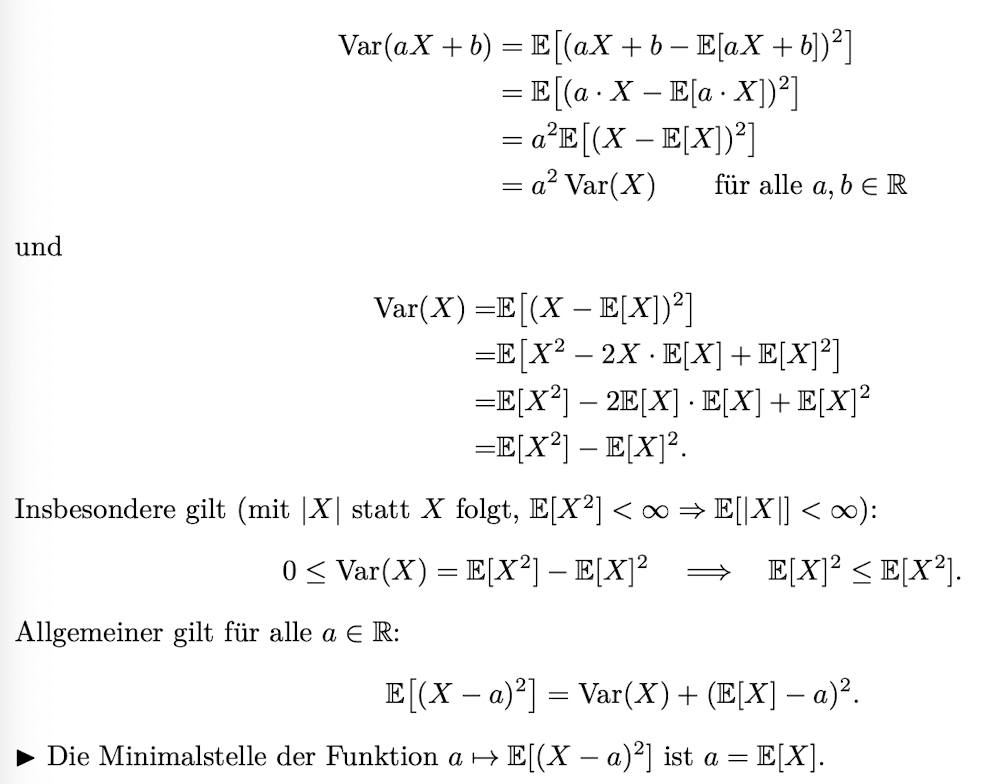 Var(aX + b) = 𝔼[(aX + b − 𝔼[aX + b])²]
= 𝔼[(a · X − 𝔼[a · X])²]
= a²𝔼[(X − 𝔼[X])²]
= a² Var(X) für alle a, b ∈ ℝ
und
Var(X) =𝔼[(X − 𝔼[X])²]
=𝔼[X² − 2X · 𝔼[X] + 𝔼[X]²]
=𝔼[X²] − 2𝔼[X] · 𝔼[X] + 𝔼[X]²
=𝔼[X²] − 𝔼[X]².
Insbesondere gilt (mit |X| statt X folgt, 𝔼[X²] < ∞ ⇒ 𝔼[|X|] < ∞):
0 ≤ Var(X) = 𝔼[X²] − 𝔼[X]² ⟹ 𝔼[X]² ≤ 𝔼[X²].
Allgemeiner gilt für alle a ∈ ℝ:
𝔼[(X − a)²] = Var(X) + (𝔼[X] − a)².
▶ Die Minimalstelle der Funktion a ↦ 𝔼[(X − a)²] ist a = 𝔼[X].